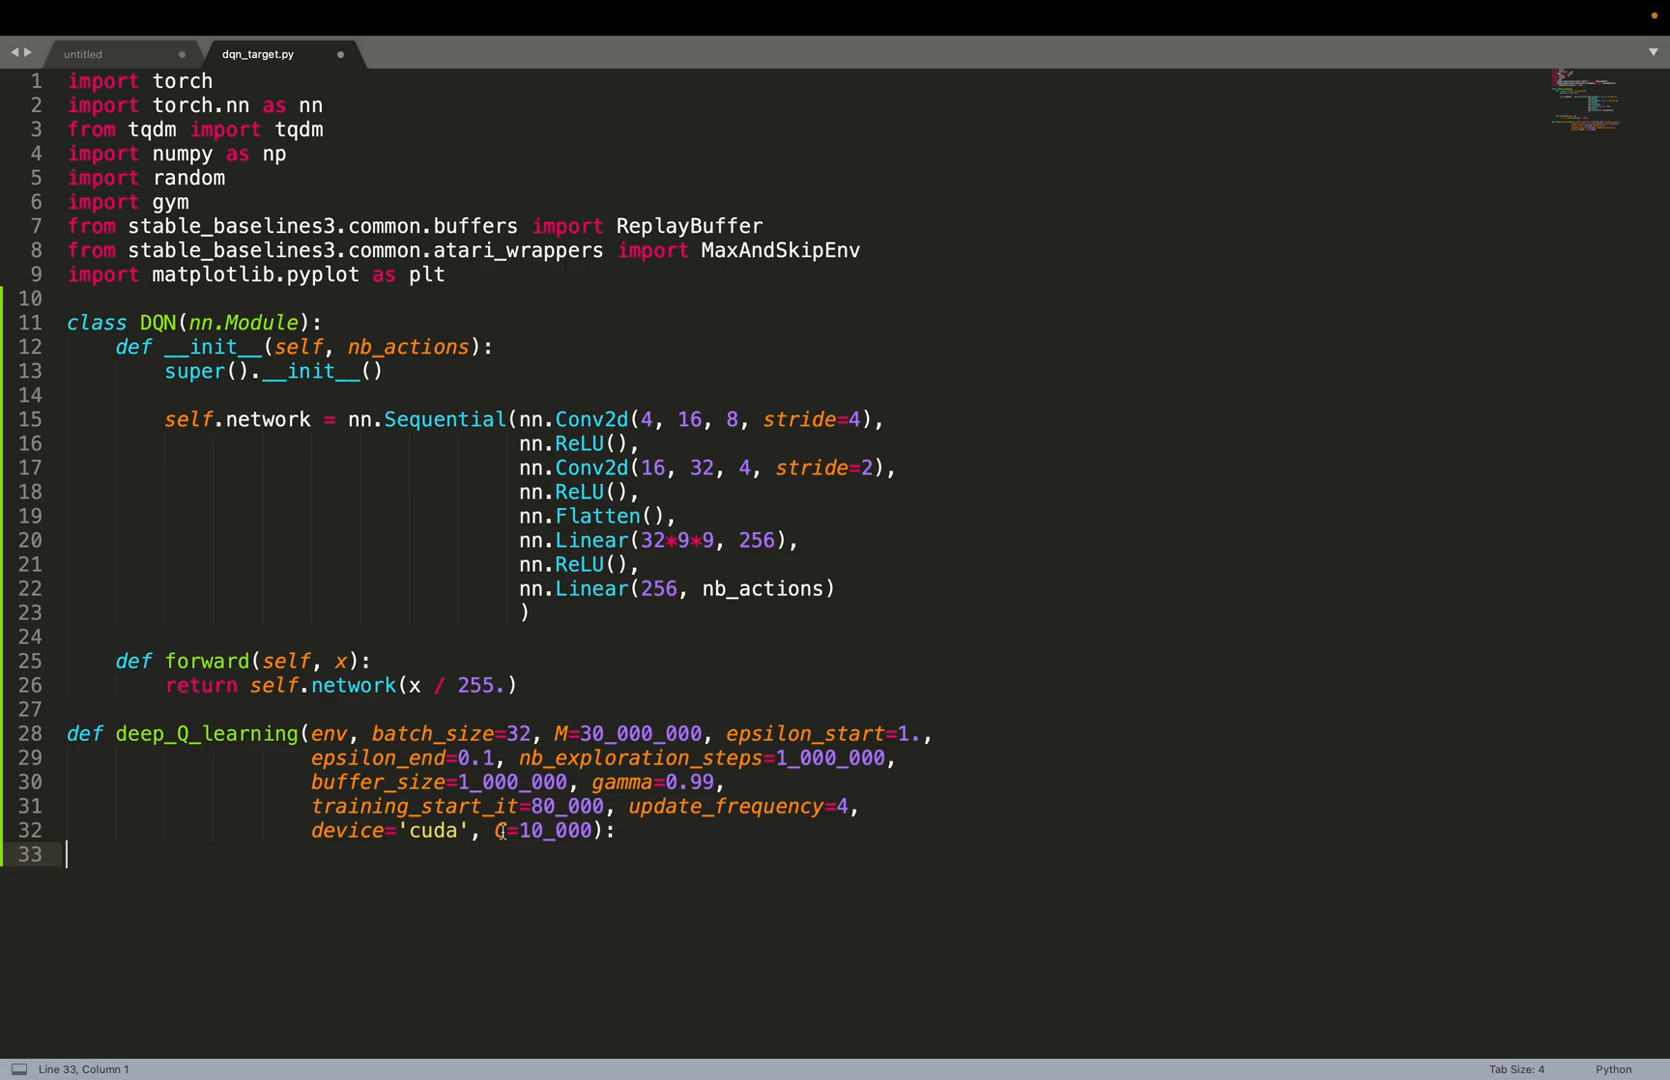 untitled
dqn_target.py
1 import torch
2 import torch.nn as nn
3 from tqdm import tqdm
4 import numpy as np
5 import random
6 import gym
7 from stable_baselines3.common.buffers import ReplayBuffer
8 from stable_baselines3.common.atari_wrappers import MaxAndSkipEnv
9 import matplotlib.pyplot as plt
10
11 class DQN(nn.Module):
12     def __init__(self, nb_actions):
13         super().__init__()
14
15         self.network = nn.Sequential(nn.Conv2d(4, 16, 8, stride=4),
16                                      nn.ReLU(),
17                                      nn.Conv2d(16, 32, 4, stride=2),
18                                      nn.ReLU(),
19                                      nn.Flatten(),
20                                      nn.Linear(32*9*9, 256),
21                                      nn.ReLU(),
22                                      nn.Linear(256, nb_actions)
23                                      )
24
25     def forward(self, x):
26         return self.network(x / 255.)
27
28 def deep_Q_learning(env, batch_size=32, M=30_000_000, epsilon_start=1.,
29                     epsilon_end=0.1, nb_exploration_steps=1_000_000,
30                     buffer_size=1_000_000, gamma=0.99,
31                     training_start_it=80_000, update_frequency=4,
32                     device='cuda', C=10_000):
33
Line 33, Column 1
Tab Size: 4
Python